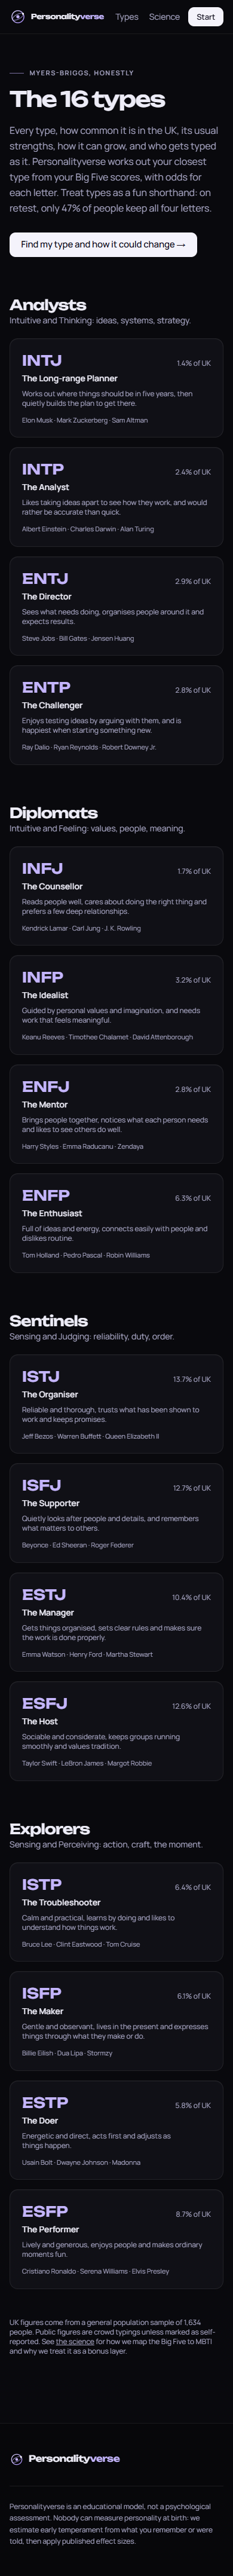 Personalityverse Types Science Start
MYERS-BRIGGS, HONESTLY
The 16 types
Every type, how common it is in the UK, its usual
strengths, how it can grow, and who gets typed
as it. Personalityverse works out your closest
type from your Big Five scores, with odds for
each letter. Treat types as a fun shorthand: on
retest, only 47% of people keep all four letters.
Find my type and how it could change →
Analysts
Intuitive and Thinking: ideas, systems, strategy.
INTJ
1.4% of UK
The Long-range Planner
Works out where things should be in five years, then
quietly builds the plan to get there.
Elon Musk · Mark Zuckerberg · Sam Altman
INTP
2.4% of UK
The Analyst
Likes taking ideas apart to see how they work, and would
rather be accurate than quick.
Albert Einstein · Charles Darwin · Alan Turing
ENTJ
2.9% of UK
The Director
Sees what needs doing, organises people around it and
expects results.
Steve Jobs · Bill Gates · Jensen Huang
ENTP
2.8% of UK
The Challenger
Enjoys testing ideas by arguing with them, and is
happiest when starting something new.
Ray Dalio · Ryan Reynolds · Robert Downey Jr.
Diplomats
Intuitive and Feeling: values, people, meaning.
INFJ
1.7% of UK
The Counsellor
Reads people well, cares about doing the right thing and
prefers a few deep relationships.
Kendrick Lamar · Carl Jung · J. K. Rowling
INFP
3.2% of UK
The Idealist
Guided by personal values and imagination, and needs
work that feels meaningful.
Keanu Reeves · Timothee Chalamet · David Attenborough
ENFJ
2.8% of UK
The Mentor
Brings people together, notices what each person needs
and likes to see others do well.
Harry Styles · Emma Raducanu · Zendaya
ENFP
6.3% of UK
The Enthusiast
Full of ideas and energy, connects easily with people and
dislikes routine.
Tom Holland · Pedro Pascal · Robin Williams
Sentinels
Sensing and Judging: reliability, duty, order.
ISTJ
13.7% of UK
The Organiser
Reliable and thorough, trusts what has been shown to
work and keeps promises.
Jeff Bezos · Warren Buffett · Queen Elizabeth II
ISFJ
12.7% of UK
The Supporter
Quietly looks after people and details, and remembers
what matters to others.
Beyonce · Ed Sheeran · Roger Federer
ESTJ
10.4% of UK
The Manager
Gets things organised, sets clear rules and makes sure
the work is done properly.
Emma Watson · Henry Ford · Martha Stewart
ESFJ
12.6% of UK
The Host
Sociable and considerate, keeps groups running
smoothly and values tradition.
Taylor Swift · LeBron James · Margot Robbie
Explorers
Sensing and Perceiving: action, craft, the moment.
ISTP
6.4% of UK
The Troubleshooter
Calm and practical, learns by doing and likes to
understand how things work.
Bruce Lee · Clint Eastwood · Tom Cruise
ISFP
6.1% of UK
The Maker
Gentle and observant, lives in the present and expresses
things through what they make or do.
Billie Eilish · Dua Lipa · Stormzy
ESTP
5.8% of UK
The Doer
Energetic and direct, acts first and adjusts as
things happen.
Usain Bolt · Dwayne Johnson · Madonna
ESFP
8.7% of UK
The Performer
Lively and generous, enjoys people and makes ordinary
moments fun.
Cristiano Ronaldo · Serena Williams · Elvis Presley
UK figures come from a general population sample of 1,634
people. Public figures are crowd typings unless marked as self-
reported. See the science for how we map the Big Five to MBTI
and why we treat it as a bonus layer.
Personalityverse
Personalityverse is an educational model, not a psychological
assessment. Nobody can measure personality at birth: we
estimate early temperament from what you remember or were
told, then apply published effect sizes.